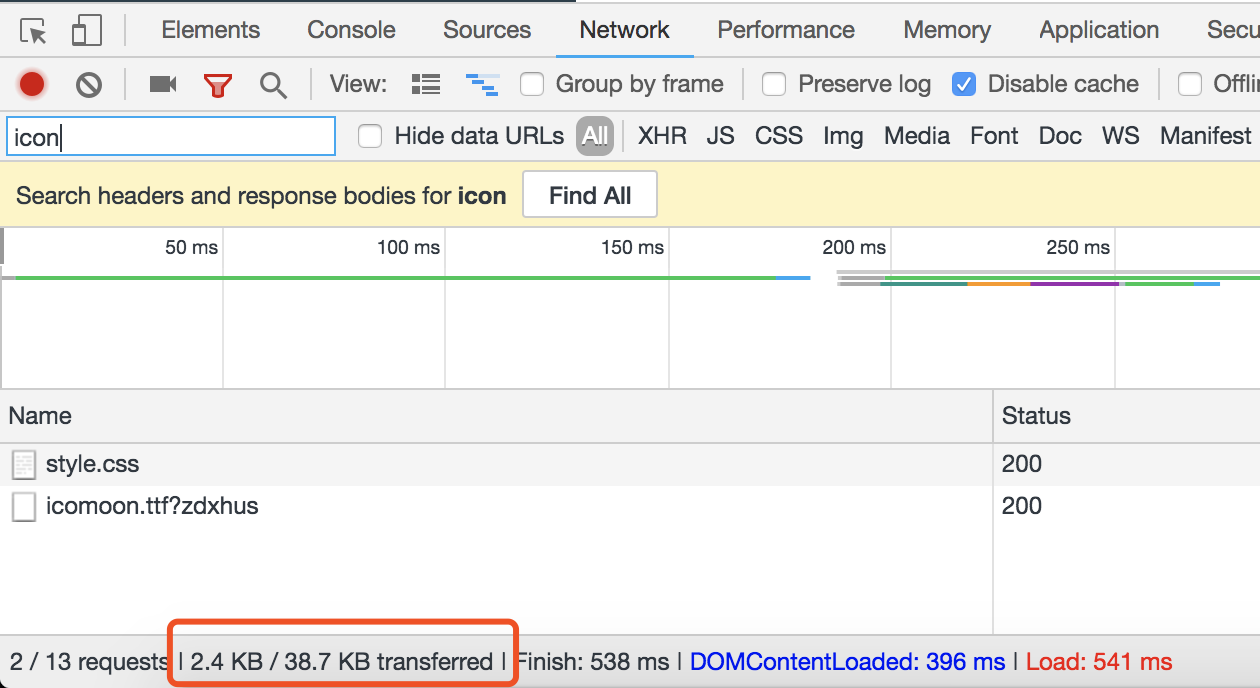 Elements Console Sources Network Performance Memory Application Secu
View: Group by frame Preserve log Disable cache Offli
icon Hide data URLs All XHR JS CSS Img Media Font Doc WS Manifest
Search headers and response bodies for icon Find All
50 ms 100 ms 150 ms 200 ms 250 ms
Name Status
style.css 200
icomoon.ttf?zdxhus 200
2 / 13 requests | 2.4 KB / 38.7 KB transferred | Finish: 538 ms | DOMContentLoaded: 396 ms | Load: 541 ms